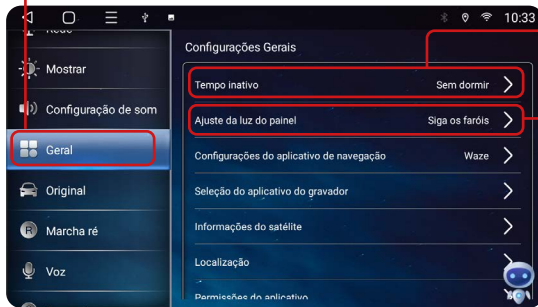 10:33
Rede
Mostrar
Configuração de som
Geral
Original
R Marcha ré
Voz
Configurações Gerais
Tempo inativo Sem dormir
Ajuste da luz do painel Siga os faróis
Configurações do aplicativo de navegação Waze
Seleção do aplicativo do gravador
Informações do satélite
Localização
Permissões do aplicativo